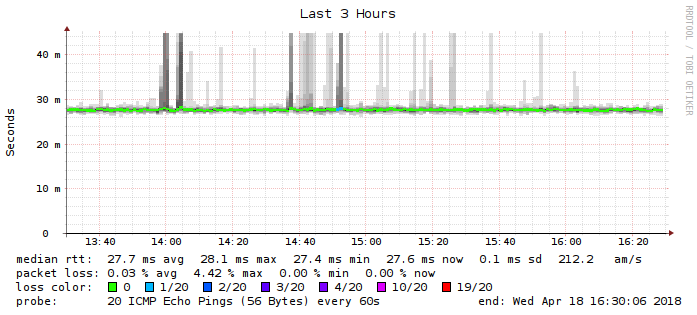 Last 3 Hours
RRDTOOL / TOBI OETIKER
Seconds
40 m
30 m
20 m
10 m
0
13:40 14:00 14:20 14:40 15:00 15:20 15:40 16:00 16:20
median rtt: 27.7 ms avg 28.1 ms max 27.4 ms min 27.6 ms now 0.1 ms sd 212.2 am/s
packet loss: 0.03 % avg 4.42 % max 0.00 % min 0.00 % now
loss color: 0 1/20 2/20 3/20 4/20 10/20 19/20
probe: 20 ICMP Echo Pings (56 Bytes) every 60s end: Wed Apr 18 16:30:06 2018